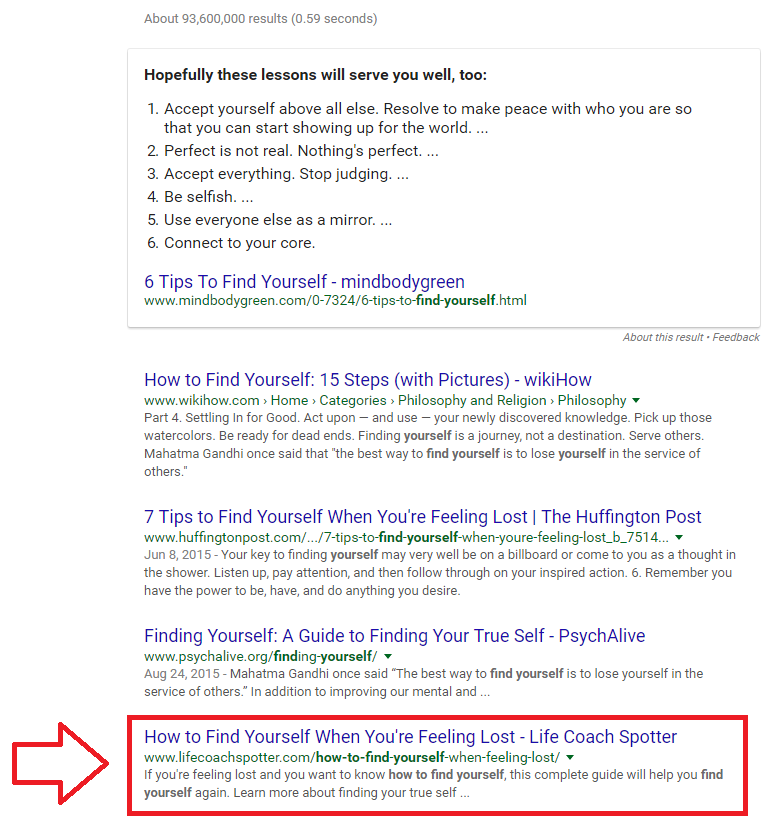 About 93,600,000 results (0.59 seconds)
Hopefully these lessons will serve you well, too:
1. Accept yourself above all else. Resolve to make peace with who you are so
that you can start showing up for the world. ...
2. Perfect is not real. Nothing's perfect. ...
3. Accept everything. Stop judging. ...
4. Be selfish. ...
5. Use everyone else as a mirror. ...
6. Connect to your core.
6 Tips To Find Yourself - mindbodygreen
www.mindbodygreen.com/0-7324/6-tips-to-find-yourself.html
About this result • Feedback
How to Find Yourself: 15 Steps (with Pictures) - wikiHow
www.wikihow.com › Home › Categories › Philosophy and Religion › Philosophy
Part 4. Settling In for Good. Act upon — and use — your newly discovered knowledge. Pick up those
watercolors. Be ready for dead ends. Finding yourself is a journey, not a destination. Serve others.
Mahatma Gandhi once said that "the best way to find yourself is to lose yourself in the service of
others."
7 Tips to Find Yourself When You're Feeling Lost | The Huffington Post
www.huffingtonpost.com/.../7-tips-to-find-yourself-when-youre-feeling-lost_b_7514...
Jun 8, 2015 - Your key to finding yourself may very well be on a billboard or come to you as a thought in
the shower. Listen up, pay attention, and then follow through on your inspired action. 6. Remember you
have the power to be, have, and do anything you desire.
Finding Yourself: A Guide to Finding Your True Self - PsychAlive
www.psychalive.org/finding-yourself/
Aug 24, 2015 - Mahatma Gandhi once said “The best way to find yourself is to lose yourself in the
service of others.” In addition to improving our mental and ...
How to Find Yourself When You're Feeling Lost - Life Coach Spotter
www.lifecoachspotter.com/how-to-find-yourself-when-feeling-lost/
If you're feeling lost and you want to know how to find yourself, this complete guide will help you find
yourself again. Learn more about finding your true self ...